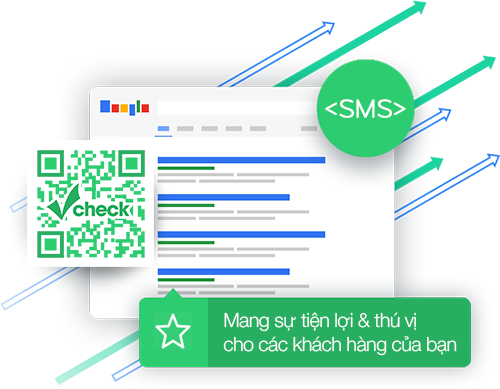 <SMS>
check
Mang sự tiện lợi & thú vị
cho các khách hàng của bạn